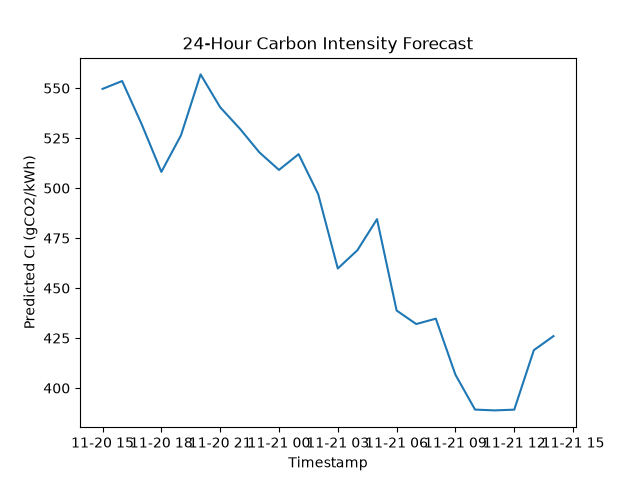 24-Hour Carbon Intensity Forecast
550
525
500
475
450
425
400
Predicted CI (gCO2/kWh)
11-20 15 11-20 18 11-20 21 11-21 00 11-21 03 11-21 06 11-21 09 11-21 12 11-21 15
Timestamp